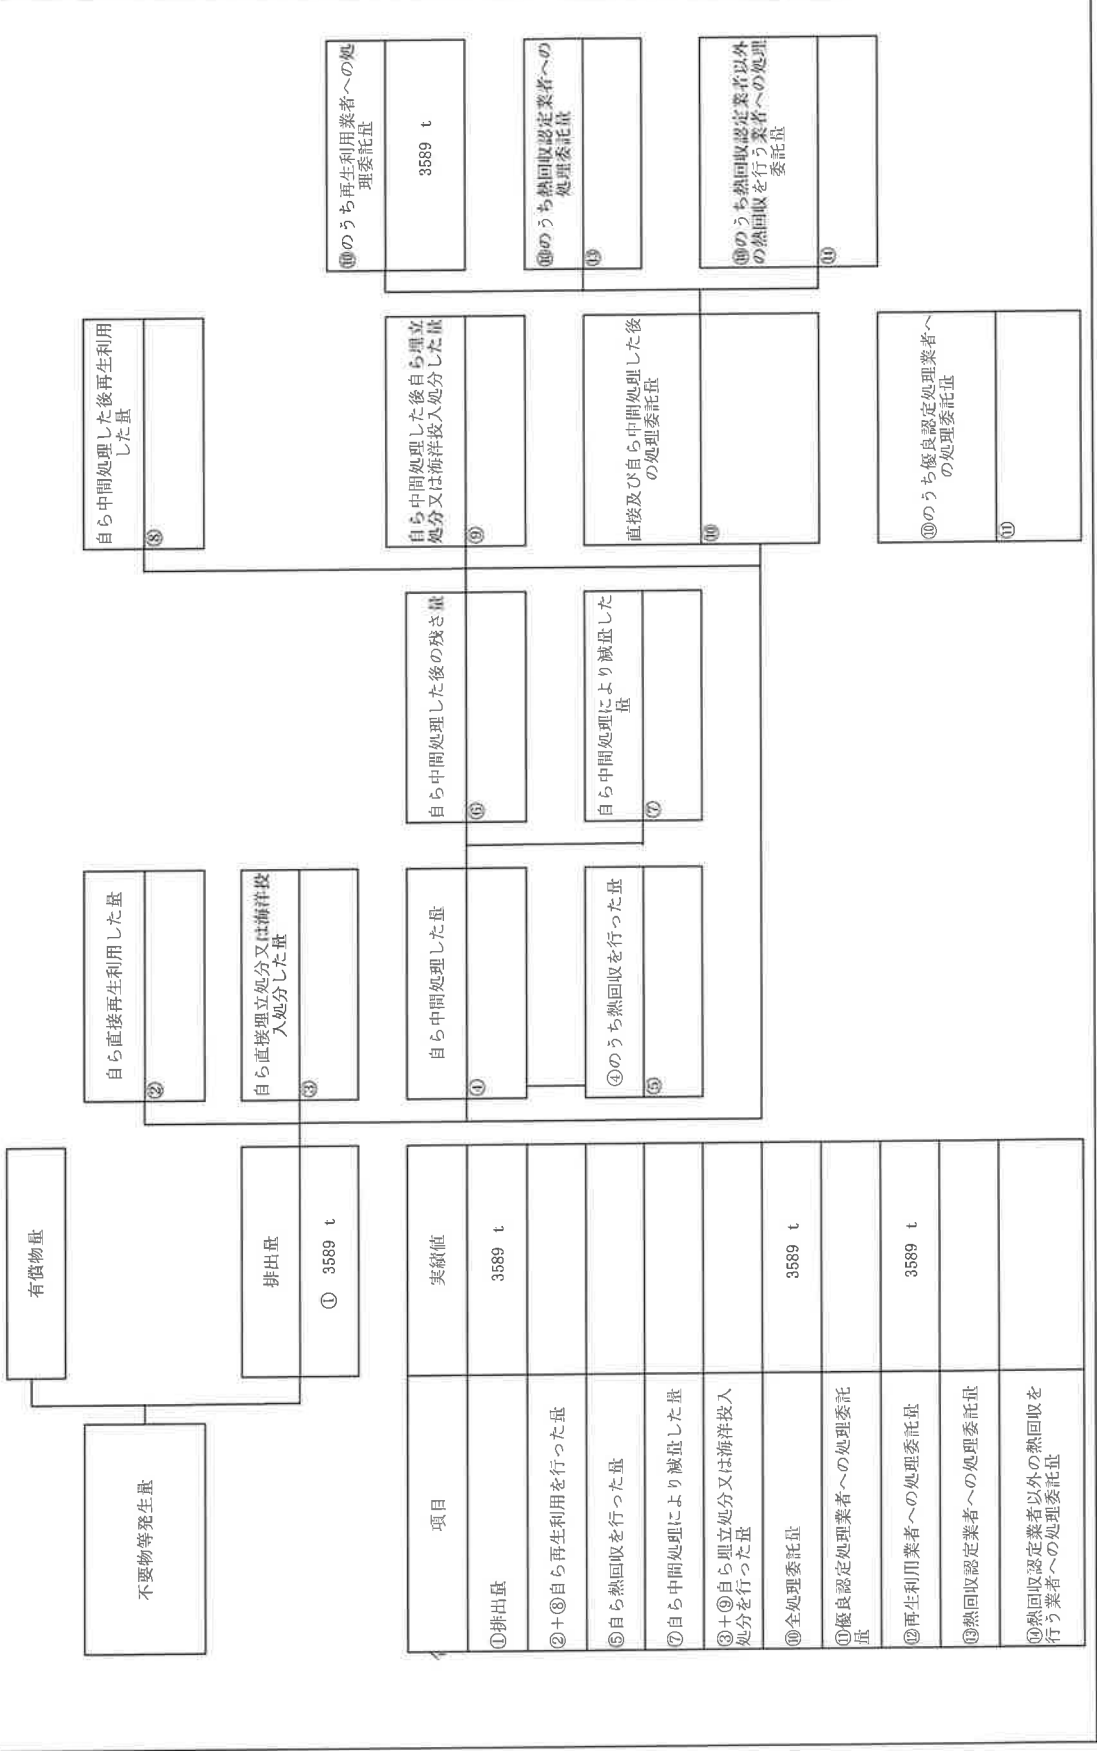 有償物量
不要物等発生量
排出量
① 3589 t
自ら直接再生利用した量
②
自ら直接埋立処分又は海洋投
入処分した量
③
自ら中間処理した量
④
④のうち熱回収を行った量
⑤
自ら中間処理した後の残さ量
⑥
自ら中間処理により減量した
量
⑦
自ら中間処理した後再生利用
した量
⑧
自ら中間処理した後自ら埋立
処分又は海洋投入処分した量
⑨
直接及び自ら中間処理した後
の処理委託量
⑩
⑩のうち優良認定処理業者へ
の処理委託量
⑪
⑩のうち再生利用業者への処
理委託量
3589 t
⑩のうち熱回収認定業者への
処理委託量
⑬
⑩のうち熱回収認定業者以外
の熱回収を行う業者への処理
委託量
⑭
項目 実績値
①排出量 3589 t
②+⑧自ら再生利用を行った量
⑤自ら熱回収を行った量
⑦自ら中間処理により減量した量
③+⑨自ら埋立処分又は海洋投入
処分を行った量
⑩全処理委託量 3589 t
⑪優良認定処理業者への処理委託
量
⑫再生利用業者への処理委託量 3589 t
⑬熱回収認定業者への処理委託量
⑭熱回収認定業者以外の熱回収を
行う業者への処理委託量